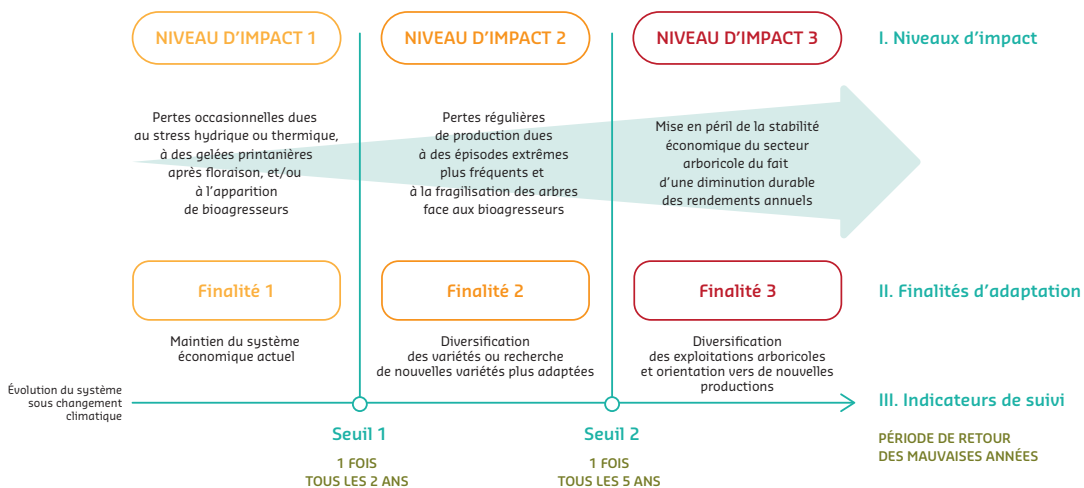 NIVEAU D’IMPACT 1
NIVEAU D’IMPACT 2
NIVEAU D’IMPACT 3
I. Niveaux d’impact
Pertes occasionnelles dues
au stress hydrique ou thermique,
à des gelées printanières
après floraison, et/ou
à l’apparition
de bioagresseurs
Pertes régulières
de production dues
à des épisodes extrêmes
plus fréquents et
à la fragilisation des arbres
face aux bioagresseurs
Mise en péril de la stabilité
économique du secteur
arboricole du fait
d’une diminution durable
des rendements annuels
Finalité 1
Finalité 2
Finalité 3
II. Finalités d’adaptation
Maintien du système
économique actuel
Diversification
des variétés ou recherche
de nouvelles variétés plus adaptées
Diversification
des exploitations arboricoles
et orientation vers de nouvelles
productions
Évolution du système
sous changement
climatique
III. Indicateurs de suivi
Seuil 1
1 FOIS
TOUS LES 2 ANS
Seuil 2
1 FOIS
TOUS LES 5 ANS
PÉRIODE DE RETOUR
DES MAUVAISES ANNÉES